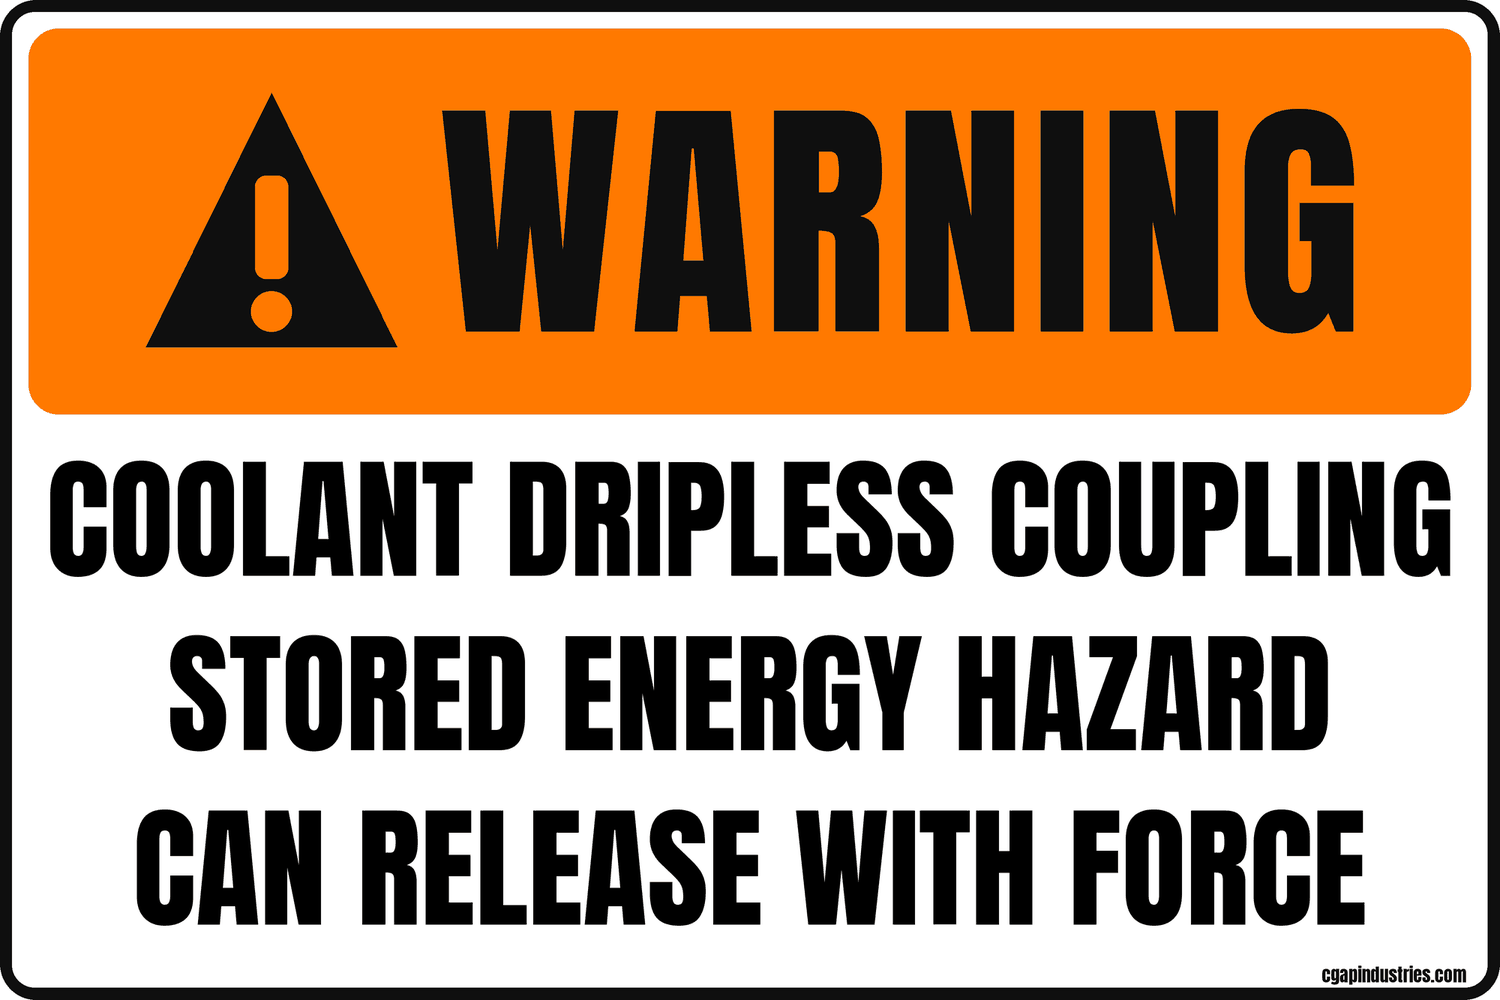 WARNING
COOLANT DRIPLESS COUPLING
STORED ENERGY HAZARD
CAN RELEASE WITH FORCE
cgapindustries.com